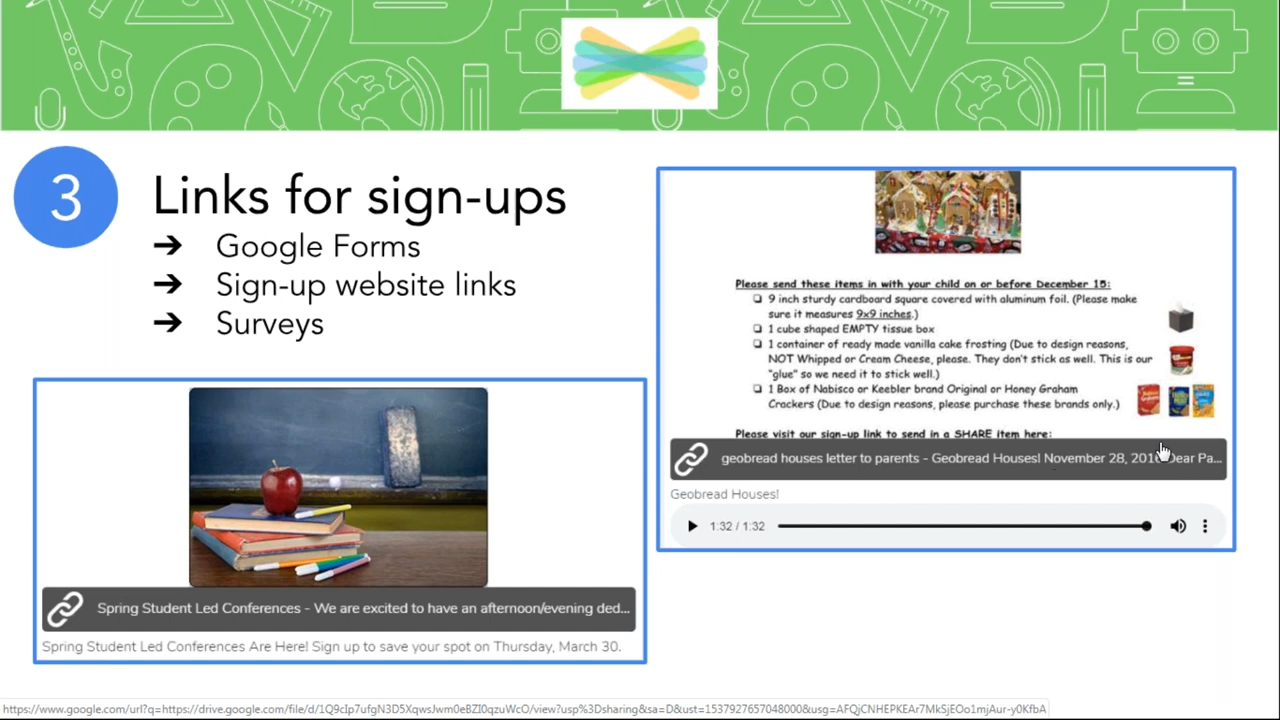 3
Links for sign-ups
➔ Google Forms
➔ Sign-up website links
➔ Surveys
Please send these items in with your child on or before December 15:
❏ 9 inch sturdy cardboard square covered with aluminum foil. (Please make
sure it measures 9x9 inches.)
❏ 1 cube shaped EMPTY tissue box
❏ 1 container of ready made vanilla cake frosting (Due to design reasons,
NOT Whipped or Cream Cheese, please. They don't stick as well. This is our
"glue" so we need it to stick well.)
❏ 1 Box of Nabisco or Keebler brand Original or Honey Graham
Crackers (Due to design reasons, please purchase these brands only.)
Please visit our sign-up link to send in a SHARE item here:
geobread houses letter to parents - Geobread Houses! November 28, 2016 Dear Pa...
Geobread Houses!
1:32 / 1:32
Spring Student Led Conferences - We are excited to have an afternoon/evening ded...
Spring Student Led Conferences Are Here! Sign up to save your spot on Thursday, March 30.
https://www.google.com/url?q=https://drive.google.com/file/d/1Q9cIp7ufgN3D5XqwsJwm0eBZI0qzuWcO/view?usp%3Dsharing&sa=D&ust=1537927657048000&usg=AFQjCNHEPKEAr7MkSjEOo1mjAur-y0KfbA